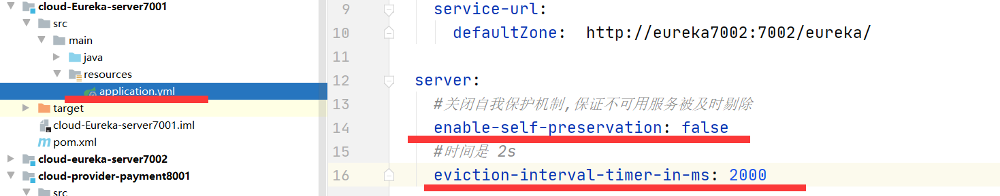 cloud-Eureka-server7001
src
main
java
resources
application.yml
target
cloud-Eureka-server7001.iml
pom.xml
cloud-eureka-server7002
cloud-provider-payment8001
src
9 service-url:
10 defaultZone: http://eureka7002:7002/eureka/
11
12 server:
13 #关闭自我保护机制,保证不可用服务被及时剔除
14 enable-self-preservation: false
15 #时间是 2s
16 eviction-interval-timer-in-ms: 2000